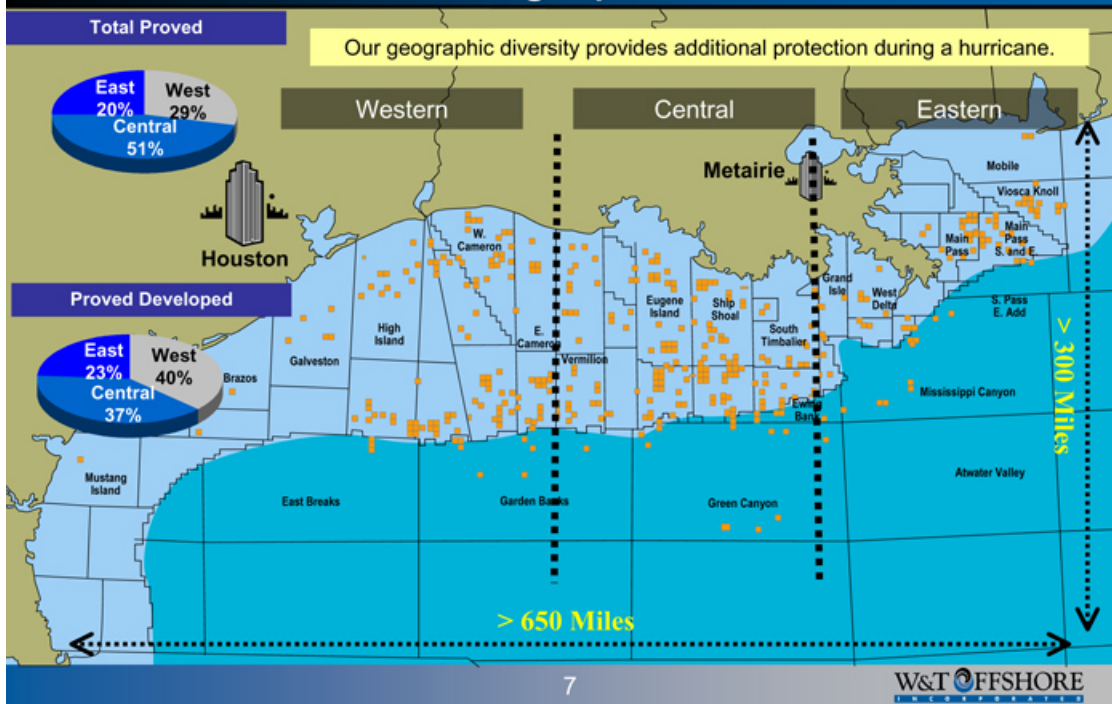 Total Proved
Our geographic diversity provides additional protection during a hurricane.
East
20%
West
29%
Central
51%
Western
Central
Eastern
Metairie
Houston
Mobile
Viosca Knoll
Main
Pass
Main
Pass
S. and E.
W.
Cameron
Grand
Isle
West
Delta
S. Pass
E. Add
Proved Developed
East
23%
West
40%
Central
37%
Brazos
Galveston
High
Island
E.
Cameron
Vermilion
Eugene
Island
Ship
Shoal
South
Timbalier
Ewing
Bank
Mississippi Canyon
> 300 Miles
Mustang
Island
East Breaks
Garden Banks
Green Canyon
Atwater Valley
> 650 Miles
7
W&T OFFSHORE
INCORPORATED